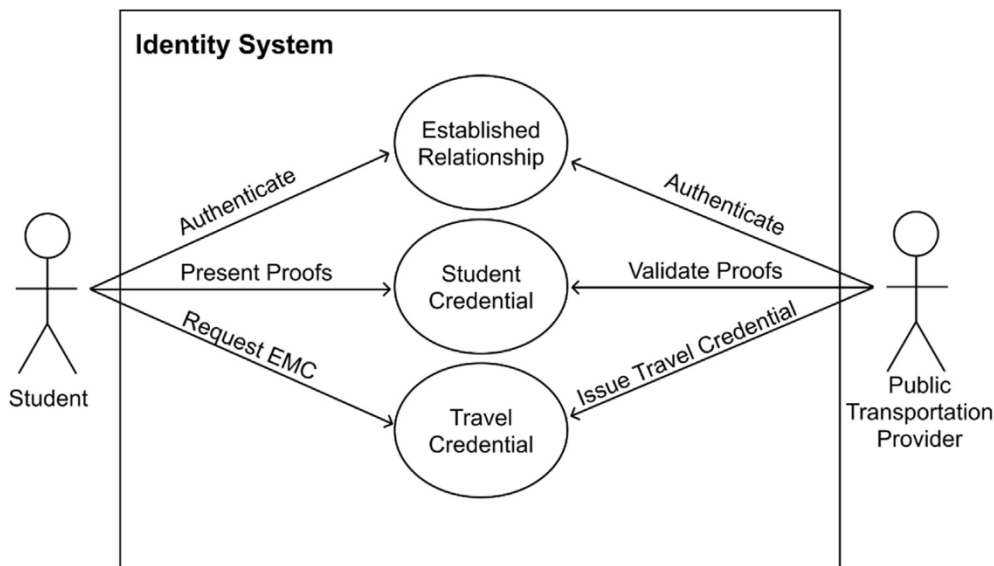 Identity System
Established
Relationship
Authenticate
Authenticate
Present Proofs
Student
Credential
Validate Proofs
Request EMC
Issue Travel Credential
Travel
Credential
Student
Public
Transportation
Provider